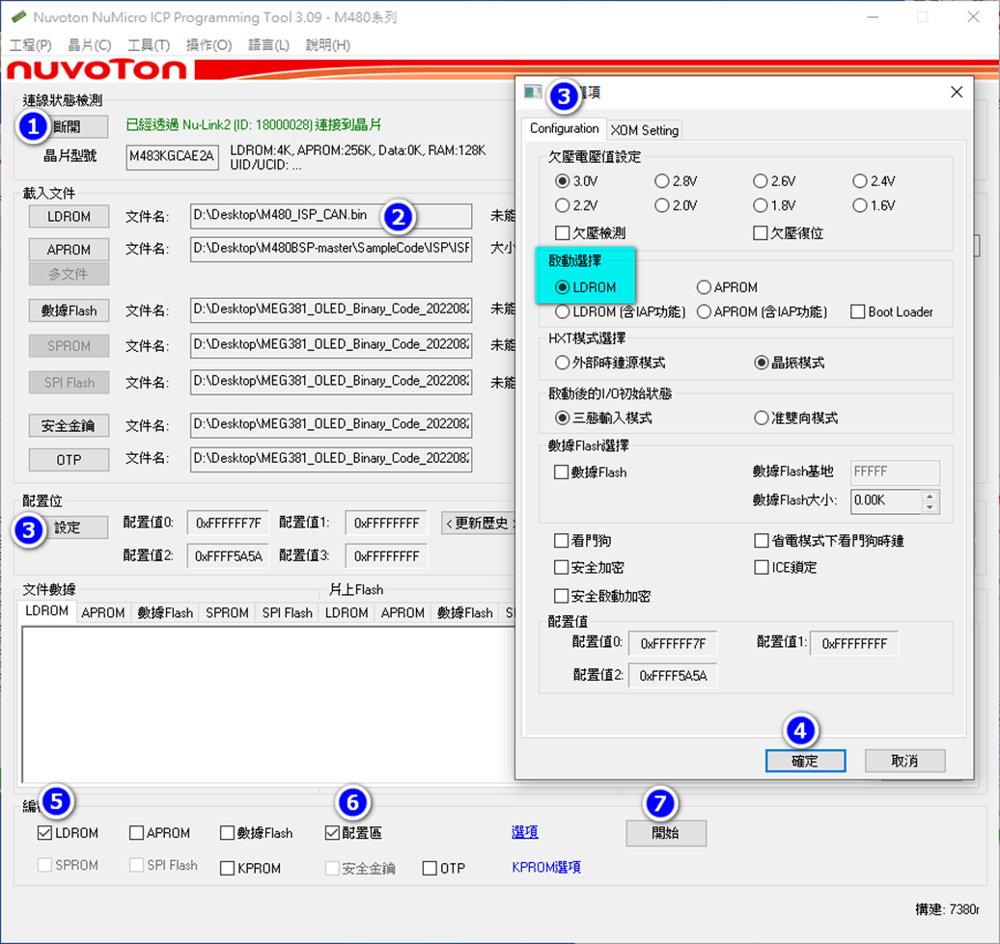 Nuvoton NuMicro ICP Programming Tool 3.09 - M480系列
工程(P) 晶片(C) 工具(T) 操作(O) 語言(L) 說明(H)
nuvoTon
連線狀態檢測
1 斷開 已經透過 Nu-Link2 (ID: 18000028) 連接到晶片
晶片型號 M483KGCAE2A LDROM:4K, APROM:256K, Data:0K, RAM:128K
UID/UCID: ...
載入文件
LDROM 文件名: D:\Desktop\M480_ISP_CAN.bin 2 未能
APROM 文件名: D:\Desktop\M480BSP-master\SampleCode\ISP\ISF 大小
多文件
數據Flash 文件名: D:\Desktop\MEG381_OLED_Binary_Code_202208 未能
SPROM 文件名: D:\Desktop\MEG381_OLED_Binary_Code_202208 未能
SPI Flash 文件名: D:\Desktop\MEG381_OLED_Binary_Code_202208 未能
安全金鑰 文件名: D:\Desktop\MEG381_OLED_Binary_Code_202208
OTP 文件名: D:\Desktop\MEG381_OLED_Binary_Code_202208
配置位
3 設定 配置值0: 0xFFFFFF7F 配置值1: 0xFFFFFFFF <更新歷史
配置值2: 0xFFFF5A5A 配置值3: 0xFFFFFFFF
文件數據 片上Flash
LDROM APROM 數據Flash SPROM SPI Flash LDROM APROM 數據Flash S
5 6 7
LDROM APROM 數據Flash 配置區 選項 開始
SPROM SPI Flash KPROM 安全金鑰 OTP KPROM選項
構建: 7380r
3 選項
Configuration XOM Setting
欠壓電壓值設定
3.0V 2.8V 2.6V 2.4V
2.2V 2.0V 1.8V 1.6V
欠壓檢測 欠壓復位
啟動選擇
LDROM APROM
LDROM (含IAP功能) APROM (含IAP功能) Boot Loader
HXT模式選擇
外部時鐘源模式 晶振模式
啟動後的I/O初始狀態
三態輸入模式 准雙向模式
數據Flash選擇
數據Flash 數據Flash基地 FFFFF
數據Flash大小: 0.00K
看門狗 省電模式下看門狗時鐘
安全加密 ICE鎖定
安全啟動加密
配置值
配置值0: 0xFFFFFF7F 配置值1: 0xFFFFFFFF
配置值2: 0xFFFF5A5A
4
確定 取消